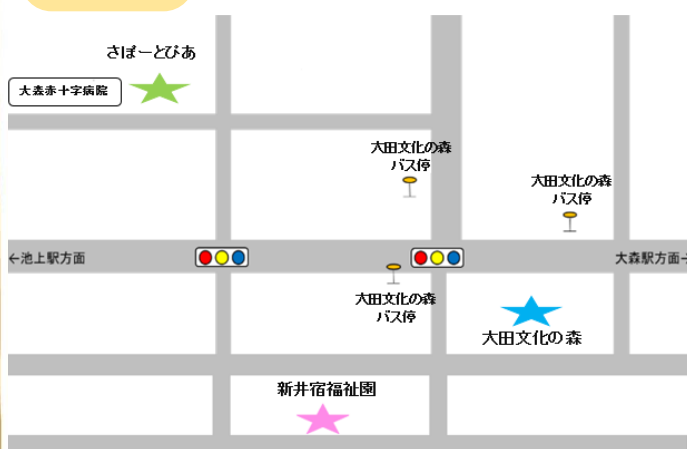 さぽーとぴあ
大森赤十字病院
大田文化の森
バス停
大田文化の森
バス停
←池上駅方面
大森駅方面→
大田文化の森
バス停
大田文化の森
新井宿福祉園